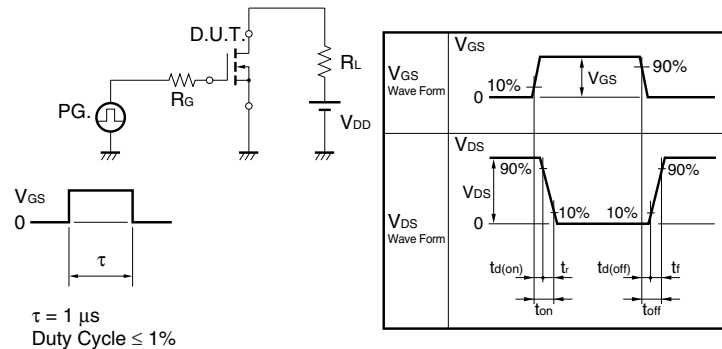 D.U.T.
RL
RG
PG.
VDD
VGS
0
τ
τ = 1 μs
Duty Cycle ≤ 1%
VGS
Wave Form
VGS
10%
VGS
90%
0
VDS
Wave Form
VDS
90%
90%
VDS
10%
10%
0
td(on)
tr
td(off)
tf
ton
toff